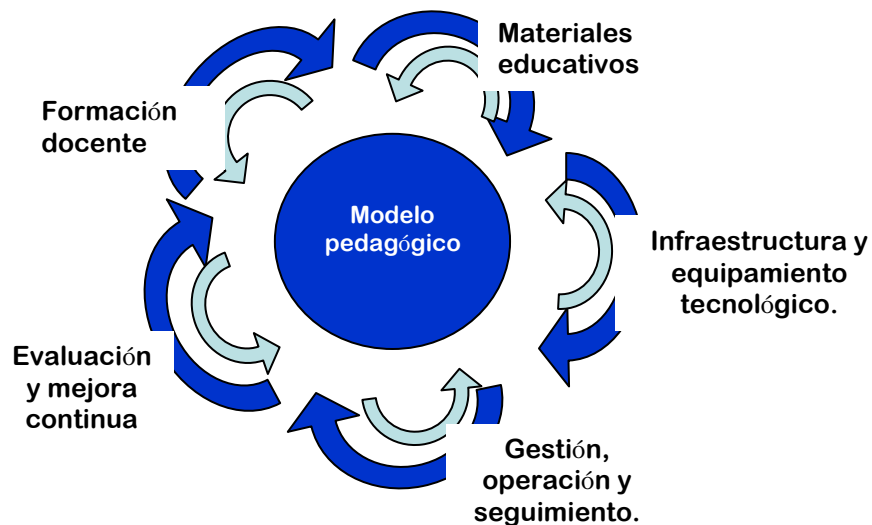 Materiales
educativos
Formación
docente
Modelo
pedagógico
Infraestructura y
equipamiento
tecnológico.
Evaluación
y mejora
continua
Gestión,
operación y
seguimiento.